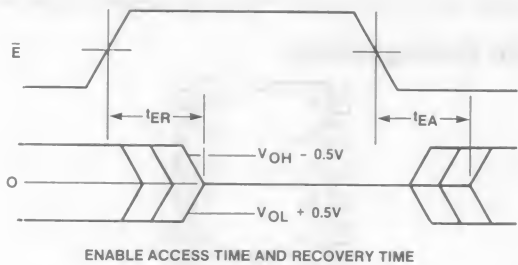 Ē
tER
tEA
VOH - 0.5V
O
VOL + 0.5V
ENABLE ACCESS TIME AND RECOVERY TIME